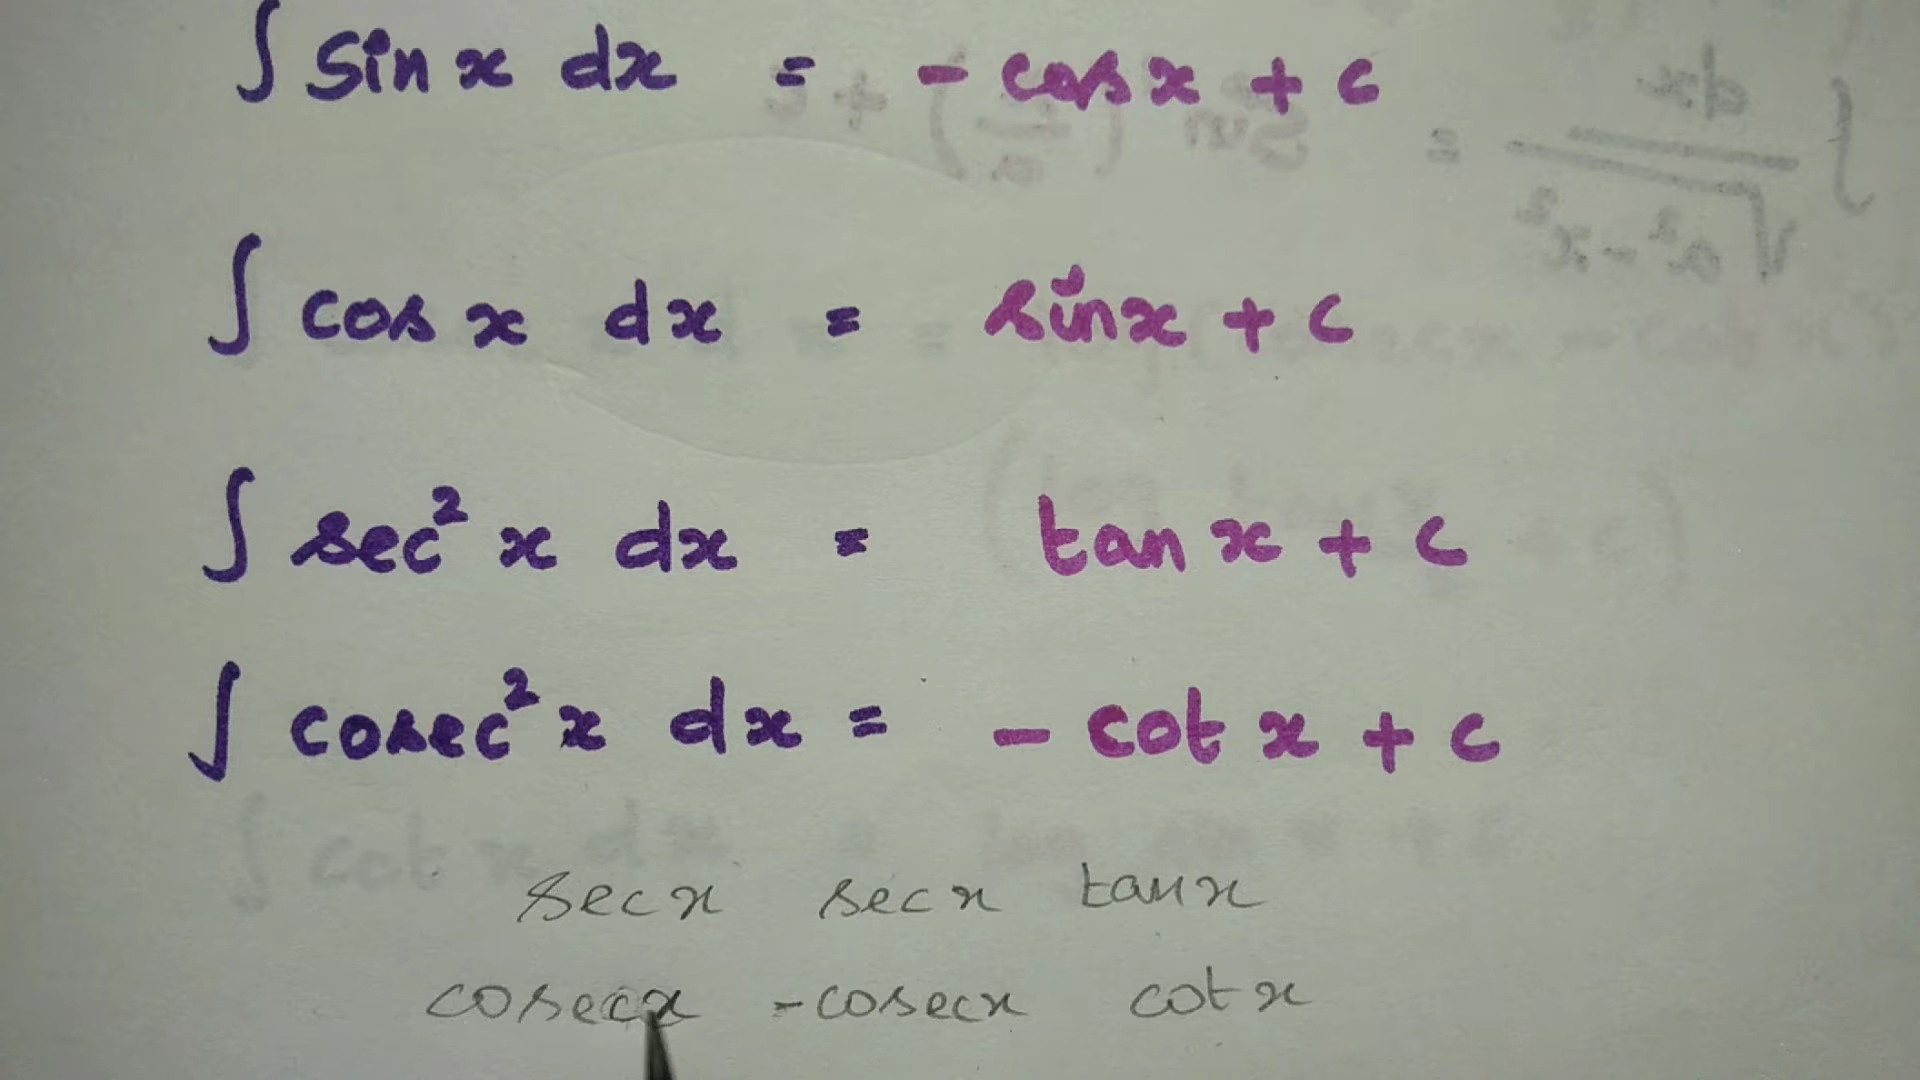 ∫ sin x dx = - cos x + c
∫ cos x dx = sin x + c
∫ sec² x dx = tan x + c
∫ cosec² x dx = - cot x + c
sec x sec x tan x
cosec x - cosec x cot x